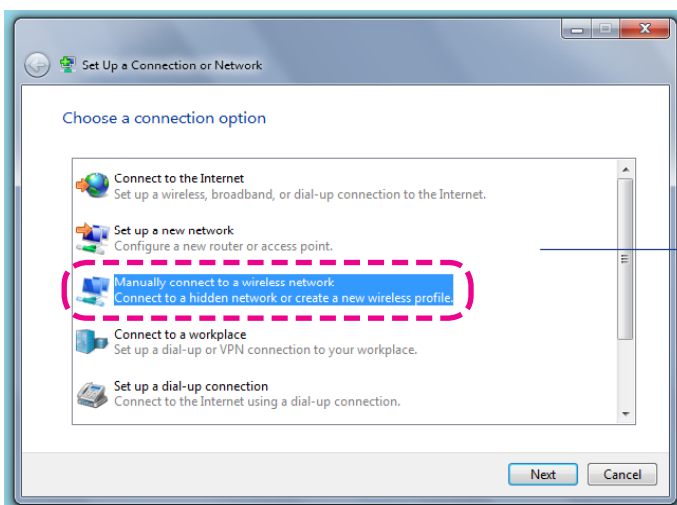 Set Up a Connection or Network
Choose a connection option
Connect to the Internet
Set up a wireless, broadband, or dial-up connection to the Internet.
Set up a new network
Configure a new router or access point.
Manually connect to a wireless network
Connect to a hidden network or create a new wireless profile.
Connect to a workplace
Set up a dial-up or VPN connection to your workplace.
Set up a dial-up connection
Connect to the Internet using a dial-up connection.
Next Cancel